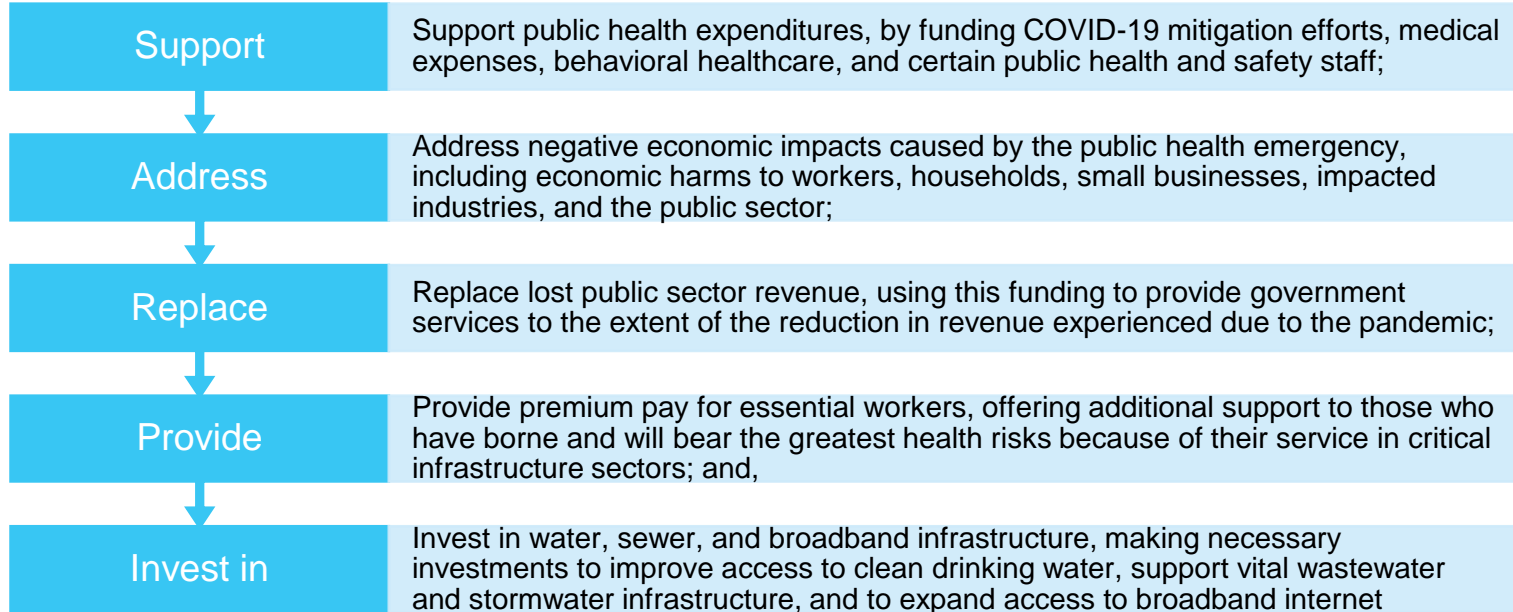 Support
Support public health expenditures, by funding COVID-19 mitigation efforts, medical
expenses, behavioral healthcare, and certain public health and safety staff;
Address
Address negative economic impacts caused by the public health emergency,
including economic harms to workers, households, small businesses, impacted
industries, and the public sector;
Replace
Replace lost public sector revenue, using this funding to provide government
services to the extent of the reduction in revenue experienced due to the pandemic;
Provide
Provide premium pay for essential workers, offering additional support to those who
have borne and will bear the greatest health risks because of their service in critical
infrastructure sectors; and,
Invest in
Invest in water, sewer, and broadband infrastructure, making necessary
investments to improve access to clean drinking water, support vital wastewater
and stormwater infrastructure, and to expand access to broadband internet